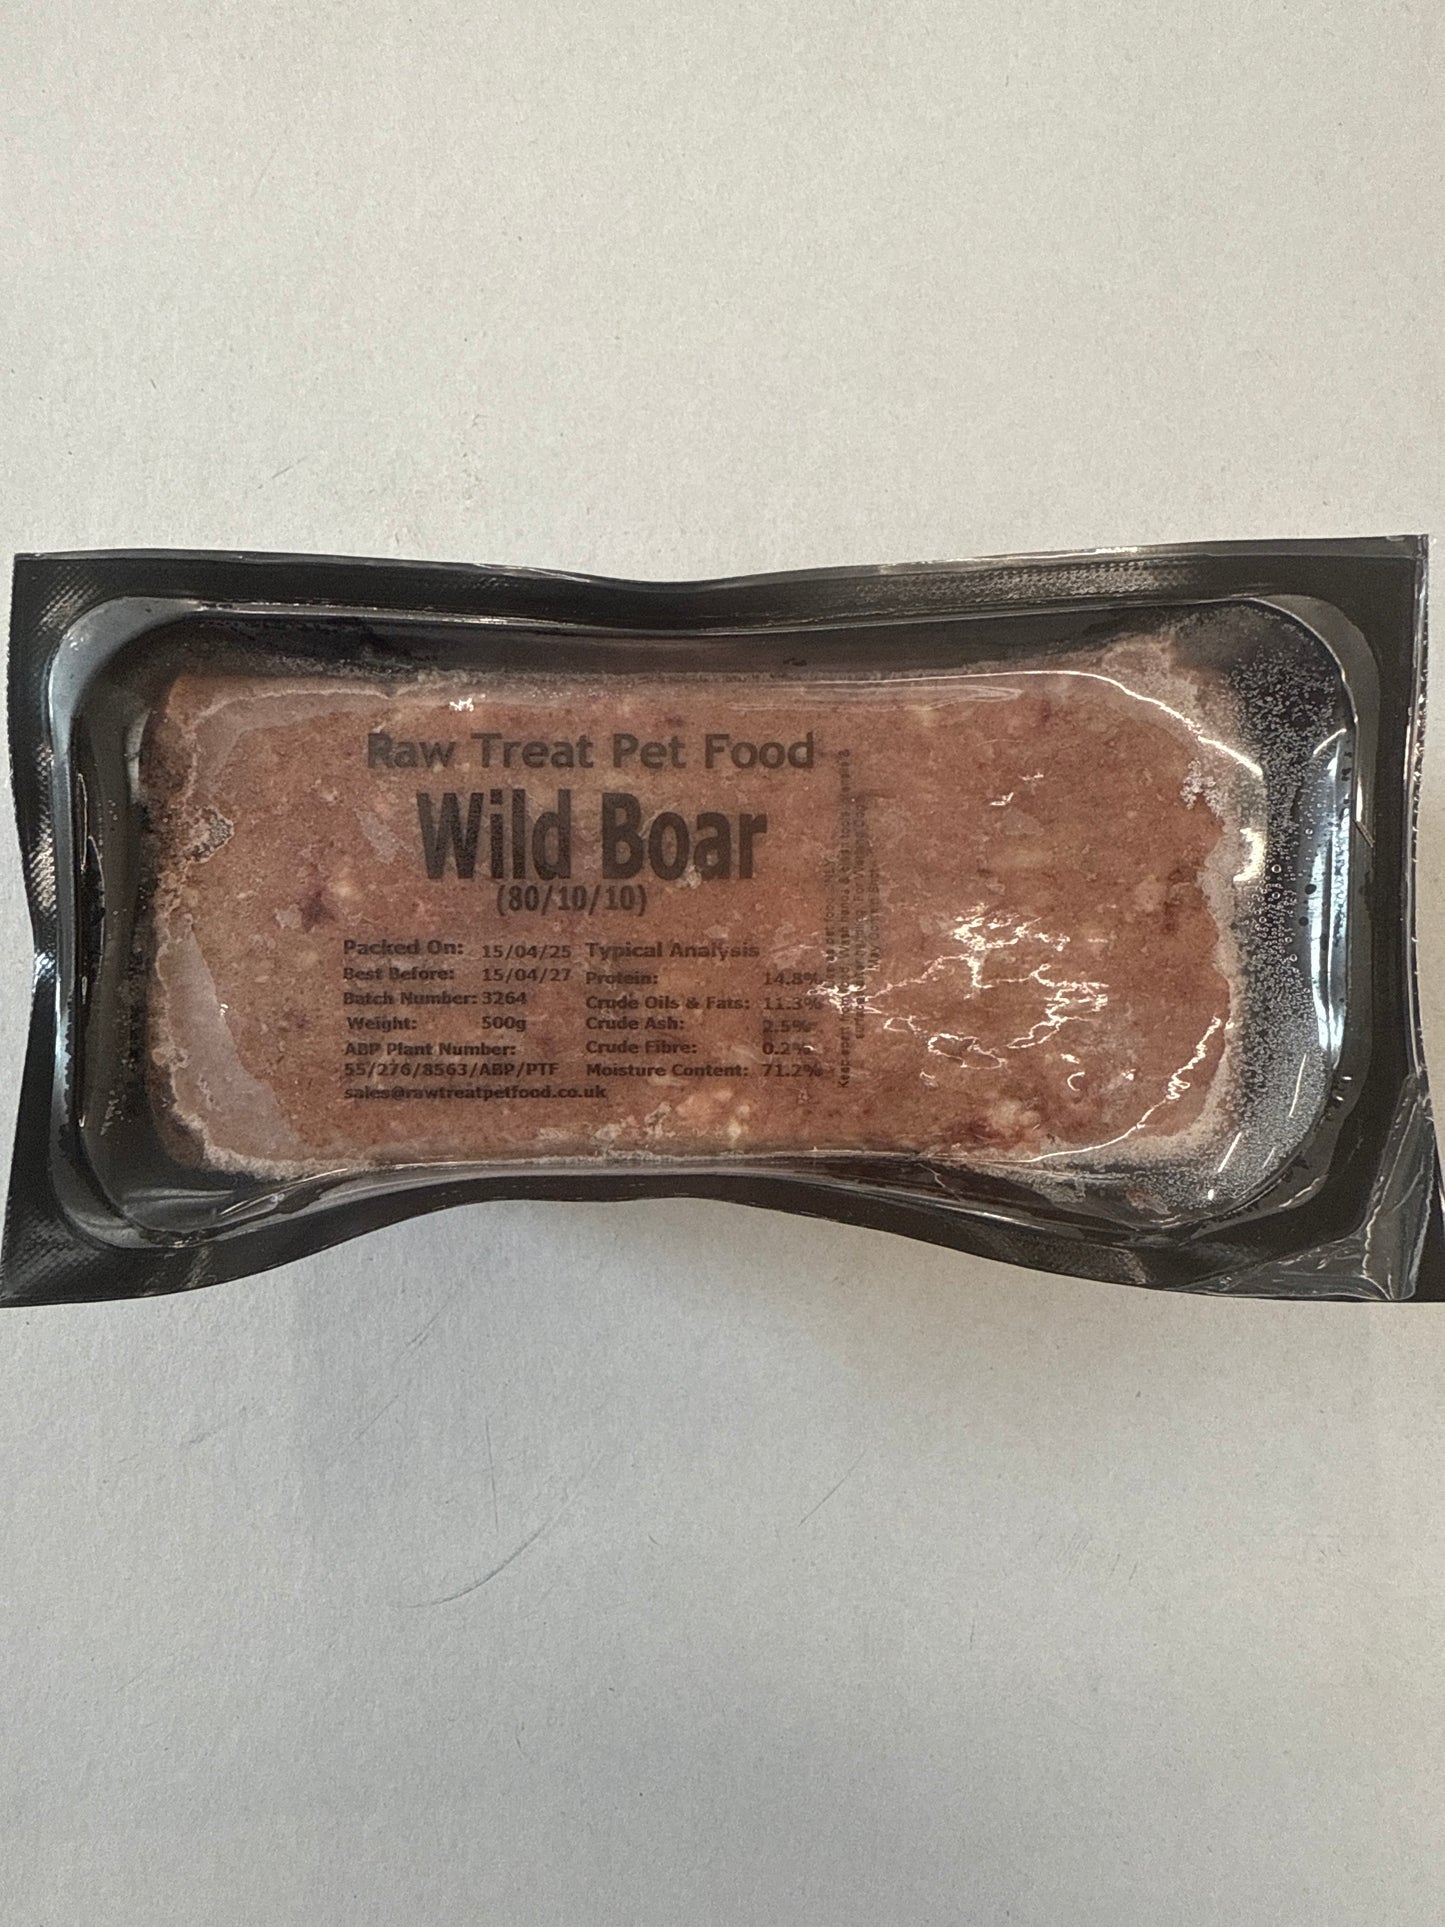 Raw Treat Pet Food
Wild Boar
(80/10/10)
Packed On: 15/04/25
Best Before: 15/04/27
Batch Number: 3264
Weight: 500g
ABP Plant Number:
55/276/8563/ABP/PTF
sales@rawtreatpetfood.co.uk
Typical Analysis
Protein: 14.8%
Crude Oils & Fats: 11.3%
Crude Ash: 2.5%
Crude Fibre: 0.2%
Moisture Content: 71.2%